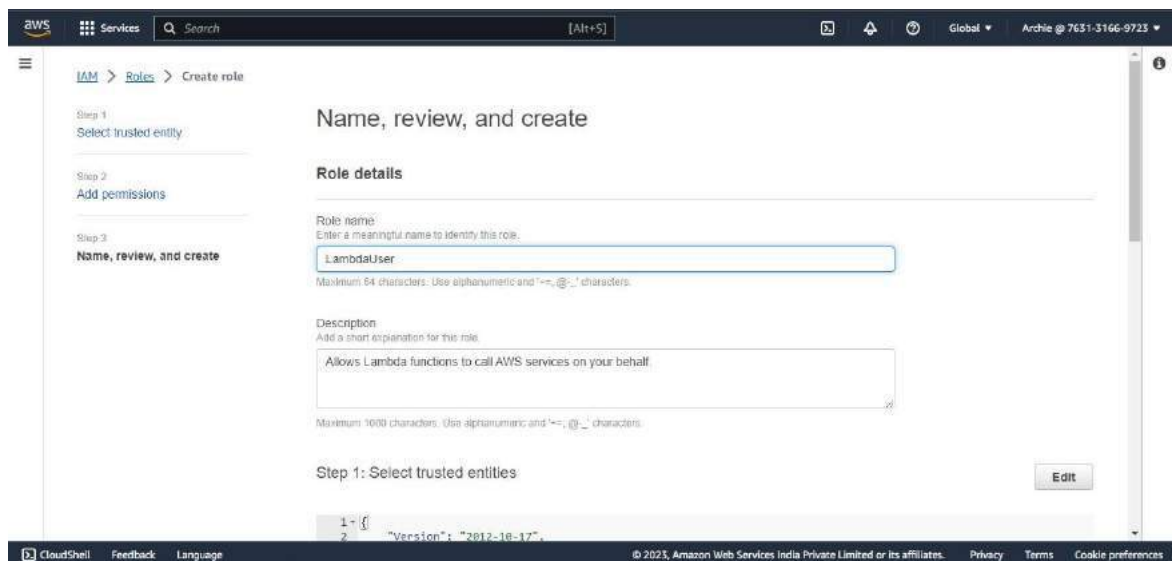 aws
Services
Search
[Alt+S]
Global
Archie @ 7631-3166-9723
IAM > Roles > Create role
Step 1
Select trusted entity
Step 2
Add permissions
Step 3
Name, review, and create
Name, review, and create
Role details
Role name
Enter a meaningful name to identify this role.
LambdaUser
Maximum 64 characters. Use alphanumeric and '+=,.@-_' characters.
Description
Add a short explanation for this role.
Allows Lambda functions to call AWS services on your behalf.
Maximum 1000 characters. Use alphanumeric and '+=,.@-_' characters.
Step 1: Select trusted entities
Edit
1 {
2 "Version": "2012-10-17",
CloudShell
Feedback
Language
© 2023, Amazon Web Services India Private Limited or its affiliates.
Privacy
Terms
Cookie preferences